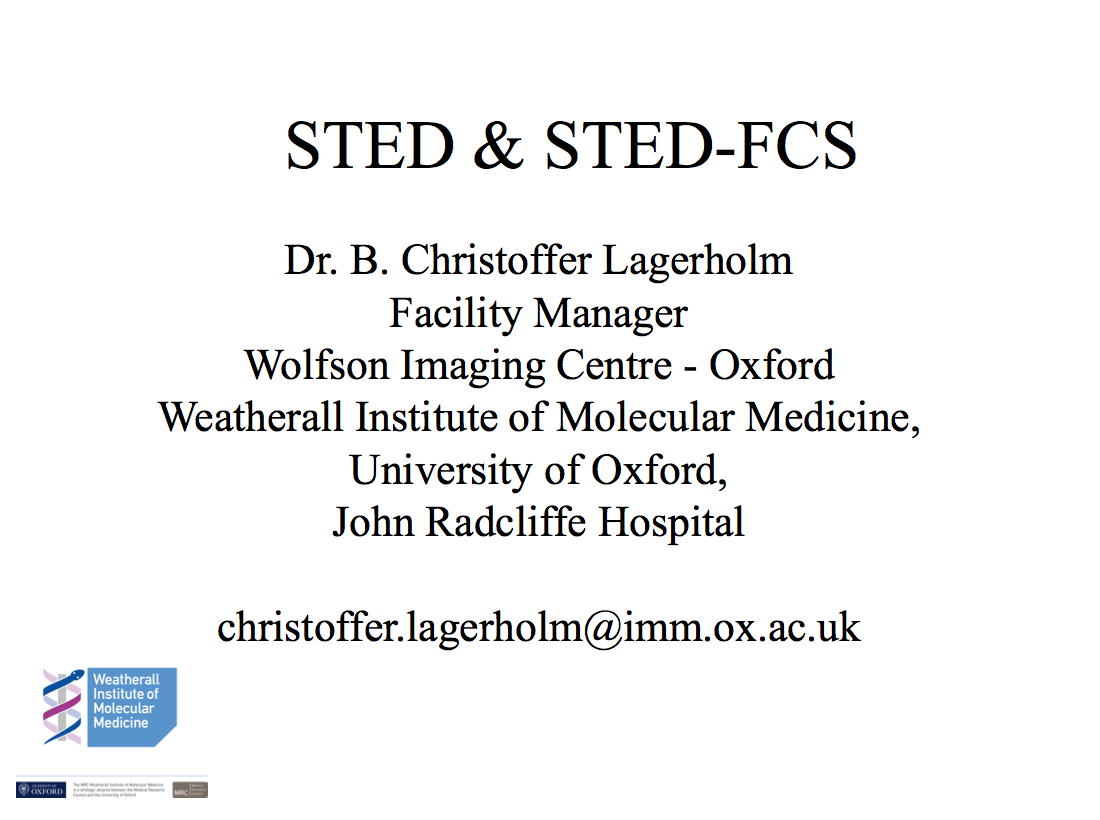 STED & STED-FCS
Dr. B. Christoffer Lagerholm
Facility Manager
Wolfson Imaging Centre - Oxford
Weatherall Institute of Molecular Medicine,
University of Oxford,
John Radcliffe Hospital
christoffer.lagerholm@imm.ox.ac.uk
Weatherall
Institute of
Molecular
Medicine
UNIVERSITY OF
OXFORD
The MRC Weatherall Institute of Molecular Medicine
is a strategic alliance between the Medical Research
Council and the University of Oxford
MRC